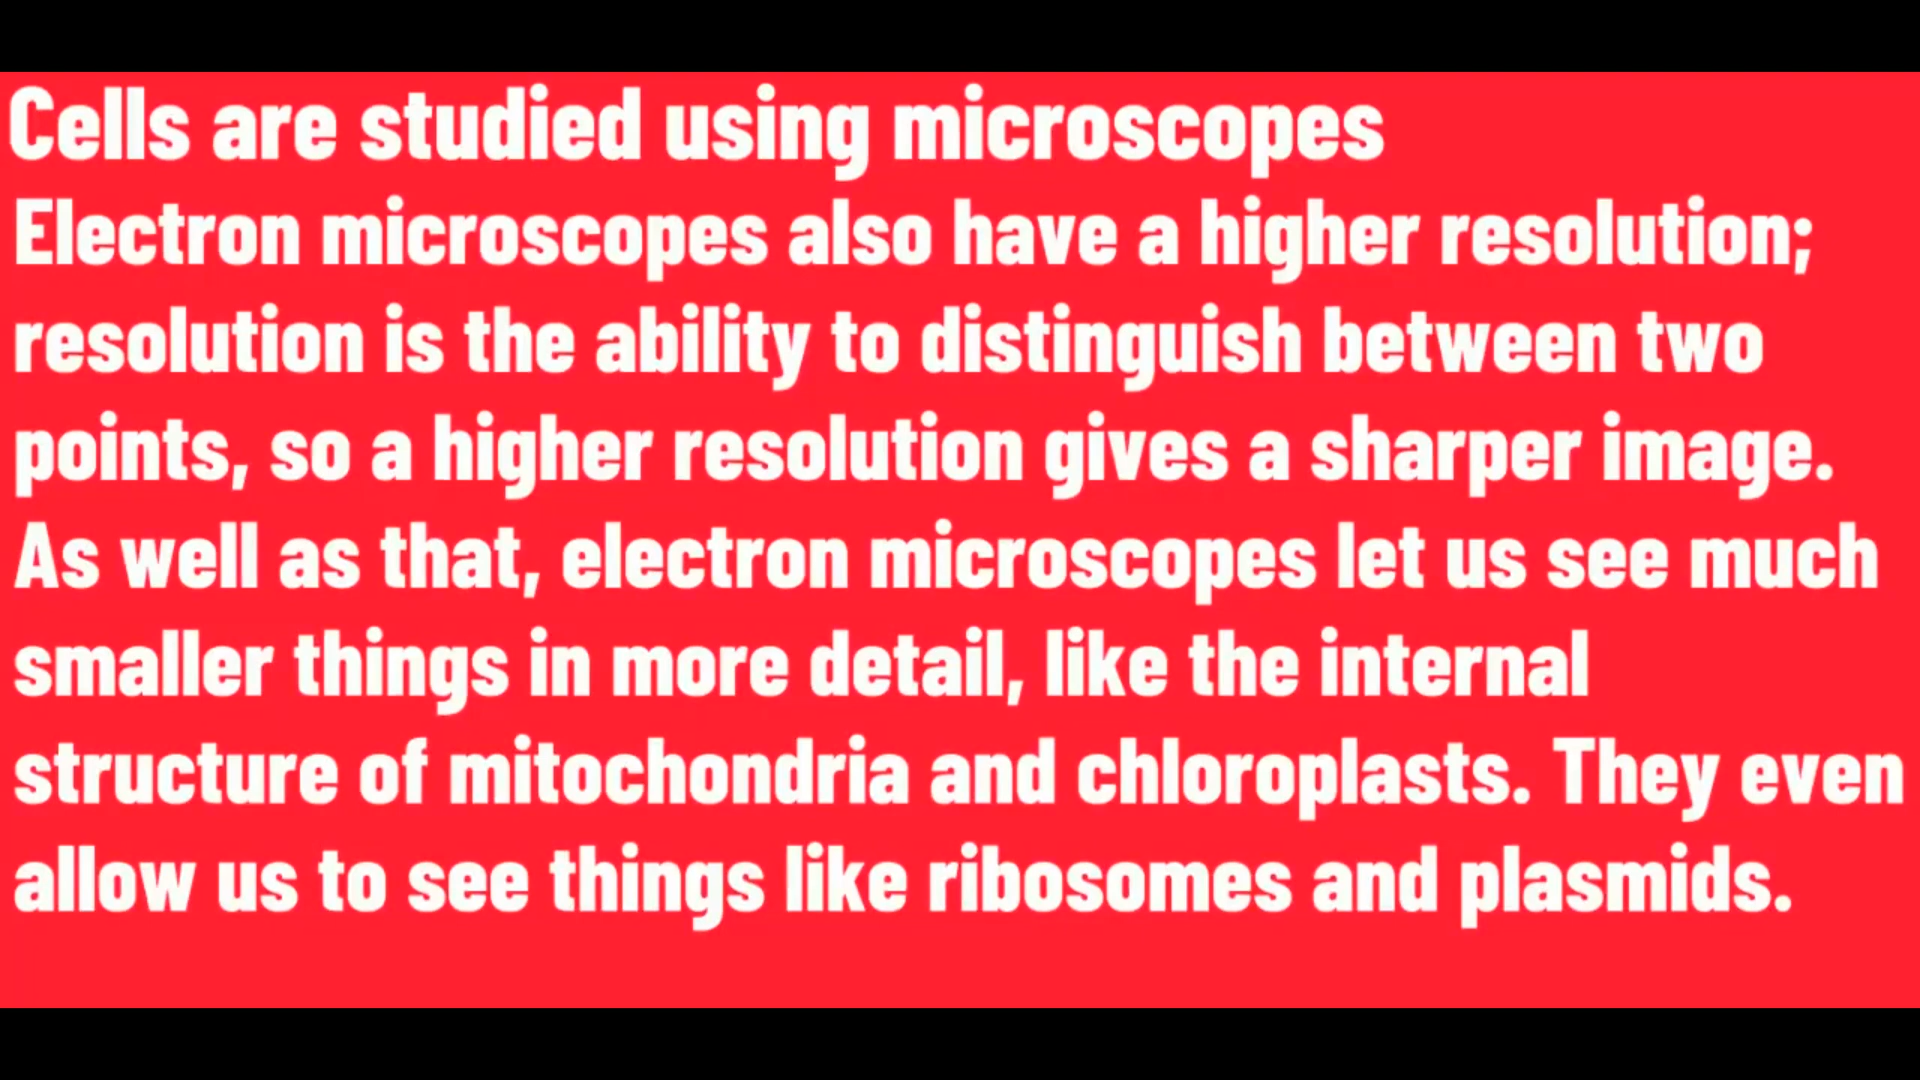 Cells are studied using microscopes
Electron microscopes also have a higher resolution;
resolution is the ability to distinguish between two
points, so a higher resolution gives a sharper image.
As well as that, electron microscopes let us see much
smaller things in more detail, like the internal
structure of mitochondria and chloroplasts. They even
allow us to see things like ribosomes and plasmids.